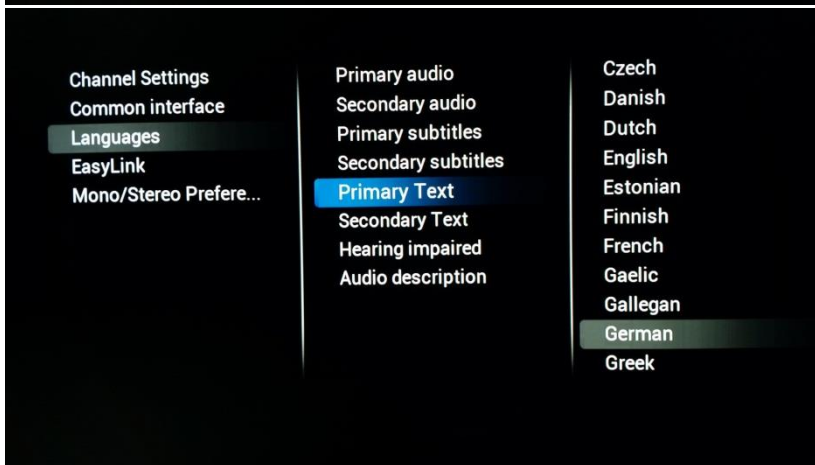 Channel Settings
Common interface
Languages
EasyLink
Mono/Stereo Prefere...
Primary audio
Secondary audio
Primary subtitles
Secondary subtitles
Primary Text
Secondary Text
Hearing impaired
Audio description
Czech
Danish
Dutch
English
Estonian
Finnish
French
Gaelic
Gallegan
German
Greek